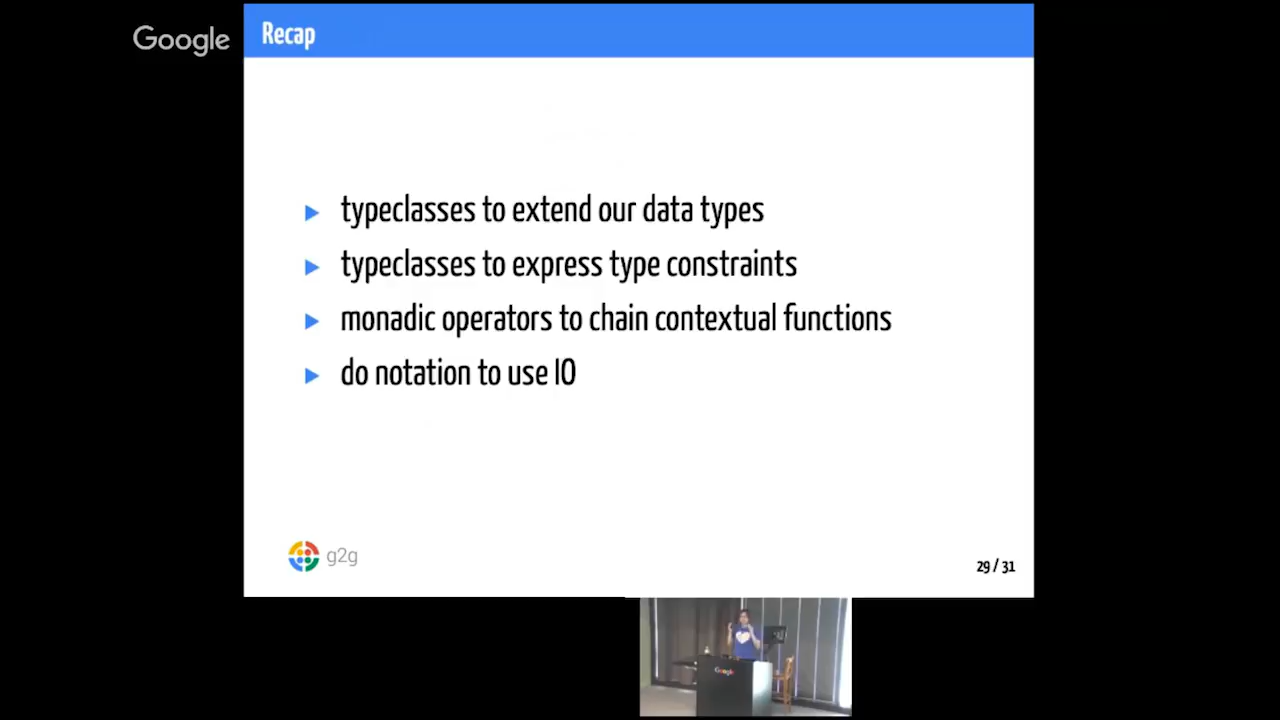 Google
Recap
typeclasses to extend our data types
typeclasses to express type constraints
monadic operators to chain contextual functions
do notation to use IO
g2g
29 / 31
Google